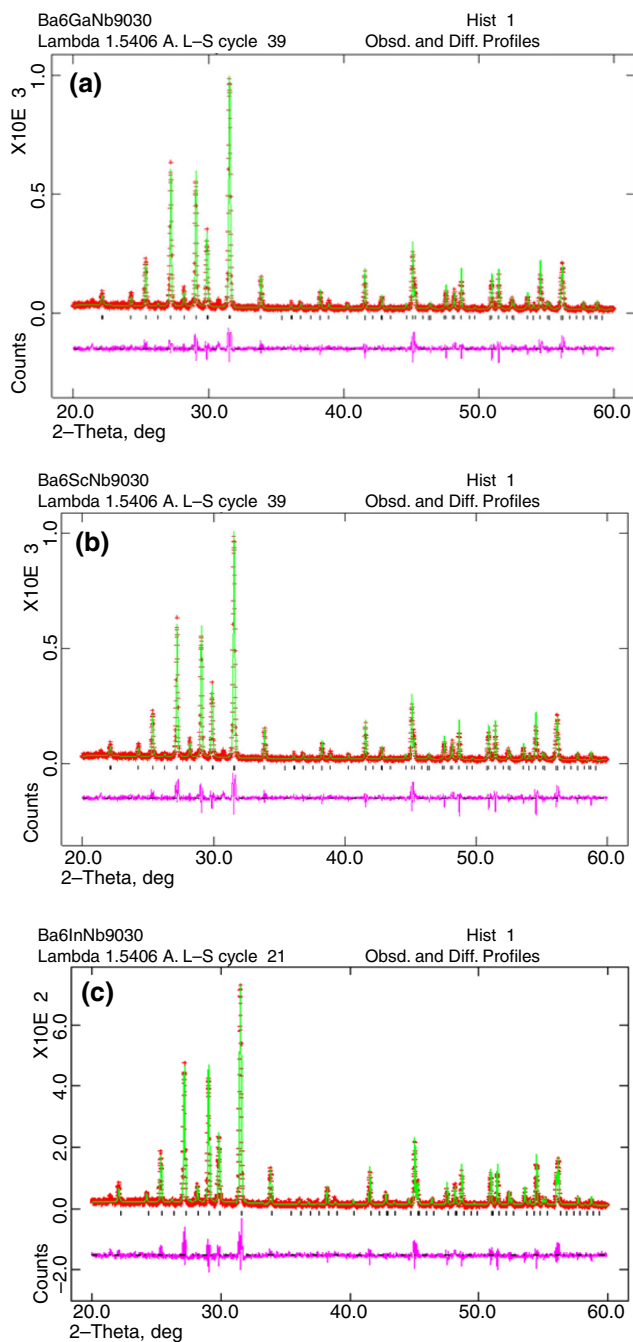 Ba6GaNb9030 Hist 1
Lambda 1.5406 A. L–S cycle 39 Obsd. and Diff. Profiles
(a)
X10E 3
1.0
0.5
0.0
Counts
20.0 30.0 40.0 50.0 60.0
2–Theta, deg
Ba6ScNb9030 Hist 1
Lambda 1.5406 A. L–S cycle 39 Obsd. and Diff. Profiles
(b)
X10E 3
1.0
0.5
0.0
Counts
20.0 30.0 40.0 50.0 60.0
2–Theta, deg
Ba6InNb9030 Hist 1
Lambda 1.5406 A. L–S cycle 21 Obsd. and Diff. Profiles
(c)
X10E 2
6.0
4.0
2.0
0.0
–2.0
Counts
20.0 30.0 40.0 50.0 60.0
2–Theta, deg